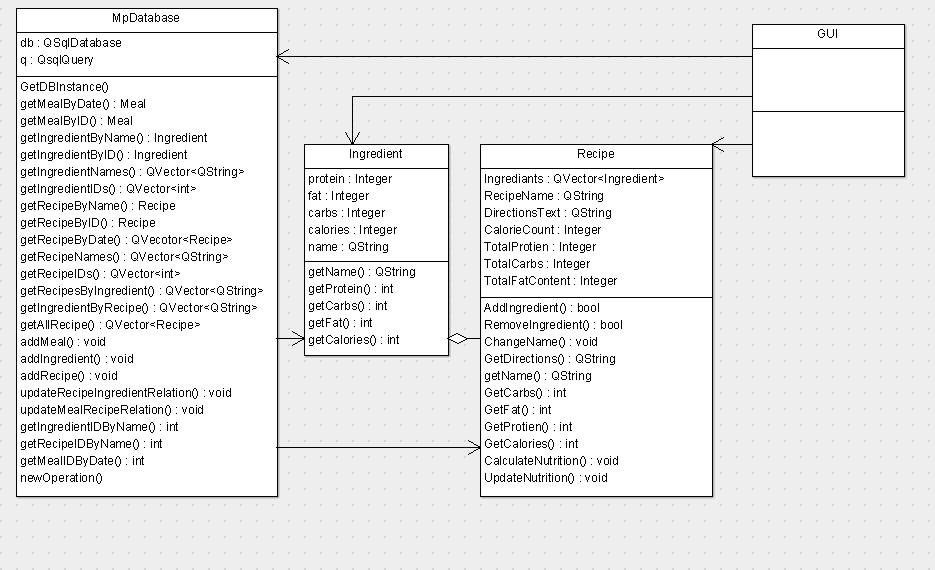 MpDatabase
db : QSqlDatabase
q : QsqlQuery
GetDBInstance()
getMealByDate() : Meal
getMealByID() : Meal
getIngredientByName() : Ingredient
getIngredientByID() : Ingredient
getIngredientNames() : QVector<QString>
getIngredientIDs() : QVector<int>
getRecipeByName() : Recipe
getRecipeByID() : Recipe
getRecipeByDate() : QVecotor<Recipe>
getRecipeNames() : QVector<QString>
getRecipeIDs() : QVector<int>
getRecipesByIngredient() : QVector<QString>
getIngredientByRecipe() : QVector<QString>
getAllRecipe() : QVector<Recipe>
addMeal() : void
addIngredient() : void
addRecipe() : void
updateRecipeIngredientRelation() : void
updateMealRecipeRelation() : void
getIngredientIDByName() : int
getRecipeIDByName() : int
getMealIDByDate() : int
newOperation()
Ingredient
protein : Integer
fat : Integer
carbs : Integer
calories : Integer
name : QString
getName() : QString
getProtein() : int
getCarbs() : int
getFat() : int
getCalories() : int
Recipe
Ingrediants : QVector<Ingredient>
RecipeName : QString
DirectionsText : QString
CalorieCount : Integer
TotalProtien : Integer
TotalCarbs : Integer
TotalFatContent : Integer
AddIngredient() : bool
RemoveIngredient() : bool
ChangeName() : void
GetDirections() : QString
getName() : QString
GetCarbs() : int
GetFat() : int
GetProtien() : int
GetCalories() : int
CalculateNutrition() : void
UpdateNutrition() : void
GUI